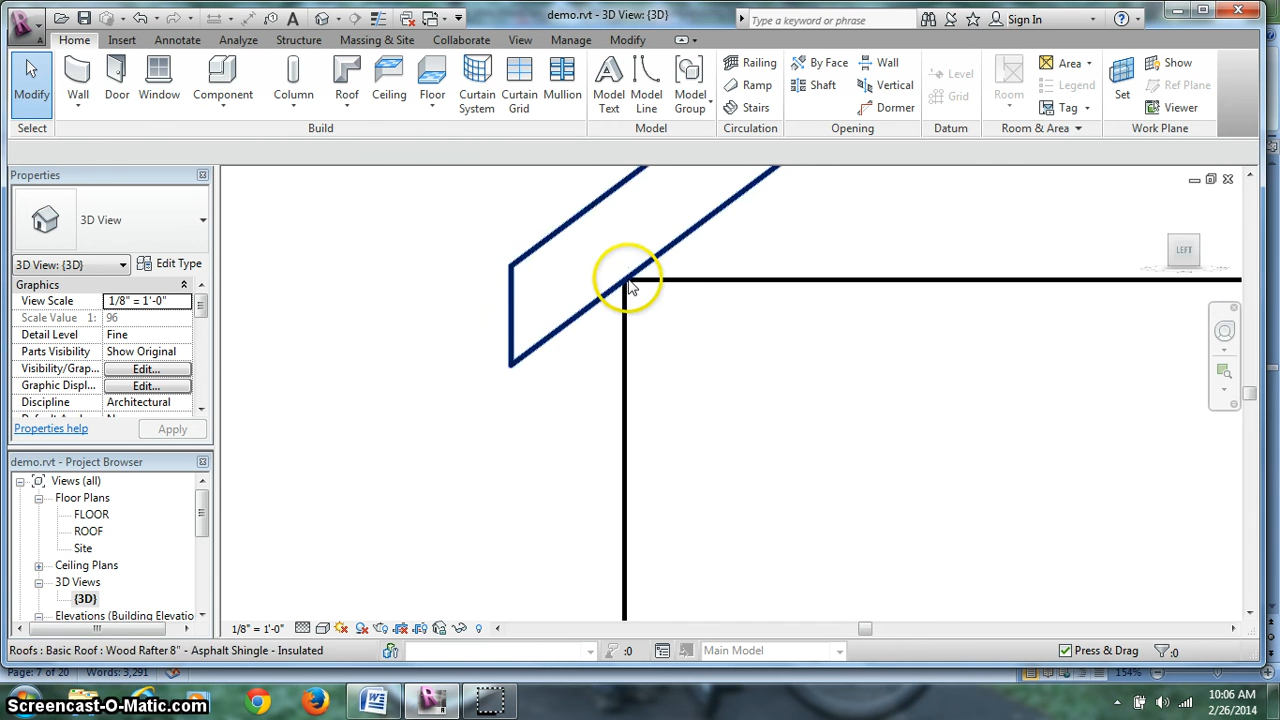 demo.rvt - 3D View: {3D}
Type a keyword or phrase
Sign In
Home Insert Annotate Analyze Structure Massing & Site Collaborate View Manage Modify
Modify Wall Door Window Component Column Roof Ceiling Floor Curtain System Curtain Grid Mullion Model Text Model Line Model Group
Railing Ramp Stairs
By Face Shaft Wall Vertical Dormer
Level Grid
Room Area Legend Tag
Set Show Ref Plane Viewer
Select Build Model Circulation Opening Datum Room & Area Work Plane
Properties
3D View
3D View: {3D} Edit Type
Graphics
View Scale 1/8" = 1'-0"
Scale Value 1: 96
Detail Level Fine
Parts Visibility Show Original
Visibility/Grap... Edit...
Graphic Displ... Edit...
Discipline Architectural
Properties help Apply
demo.rvt - Project Browser
Views (all)
Floor Plans
FLOOR
ROOF
Site
Ceiling Plans
3D Views
{3D}
Elevations (Building Elevatio
LEFT
1/8" = 1'-0"
Roofs : Basic Roof : Wood Rafter 8" - Asphalt Shingle - Insulated
:0
Main Model
Press & Drag
:0
Page: 7 of 20 Words: 3,291
154%
Screencast-O-Matic.com
10:06 AM
2/26/2014